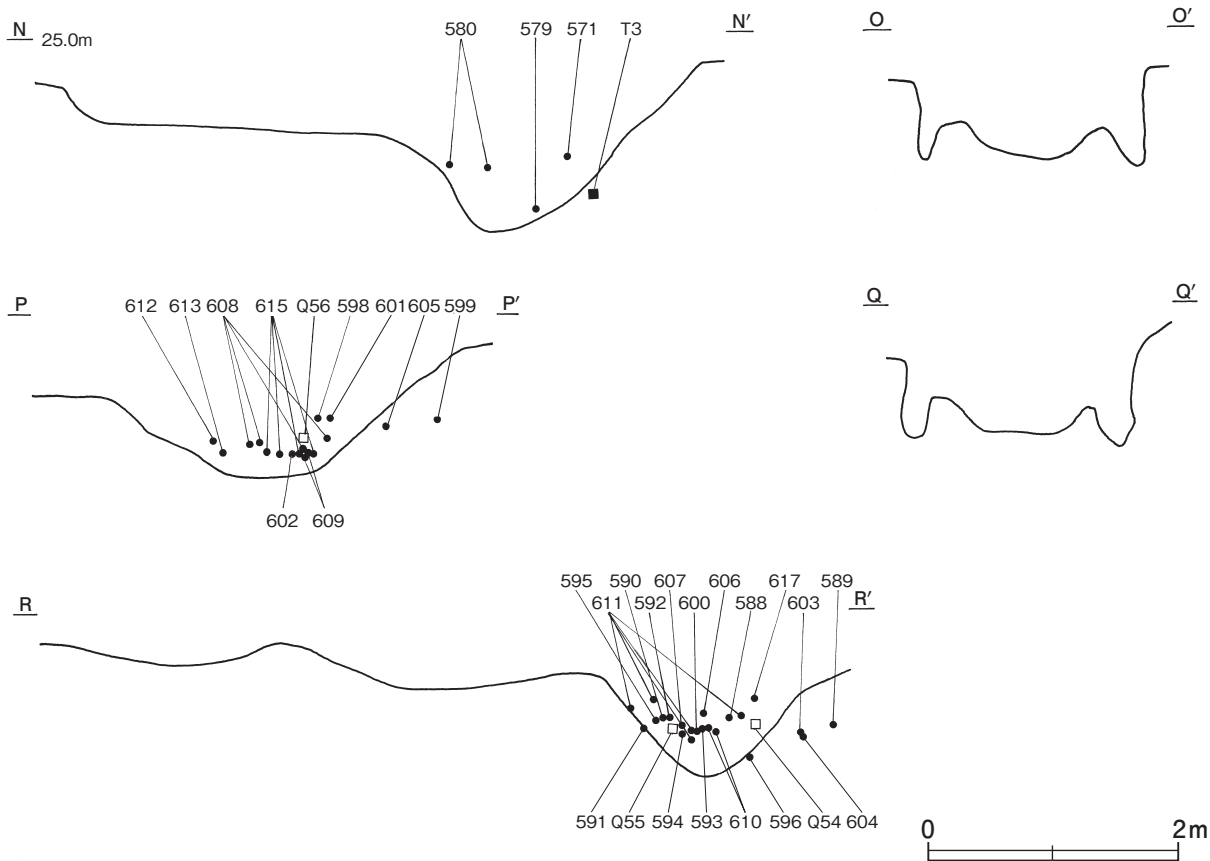 N 25.0m 580 579 571 T3 N′
O O′
P 612 613 608 615 Q56 598 601 605 599 P′
602 609
Q Q′
R 595 590 607 606 617 589 R′
611 592 600 588 603
591 Q55 594 593 610 596 Q54 604
0 2m